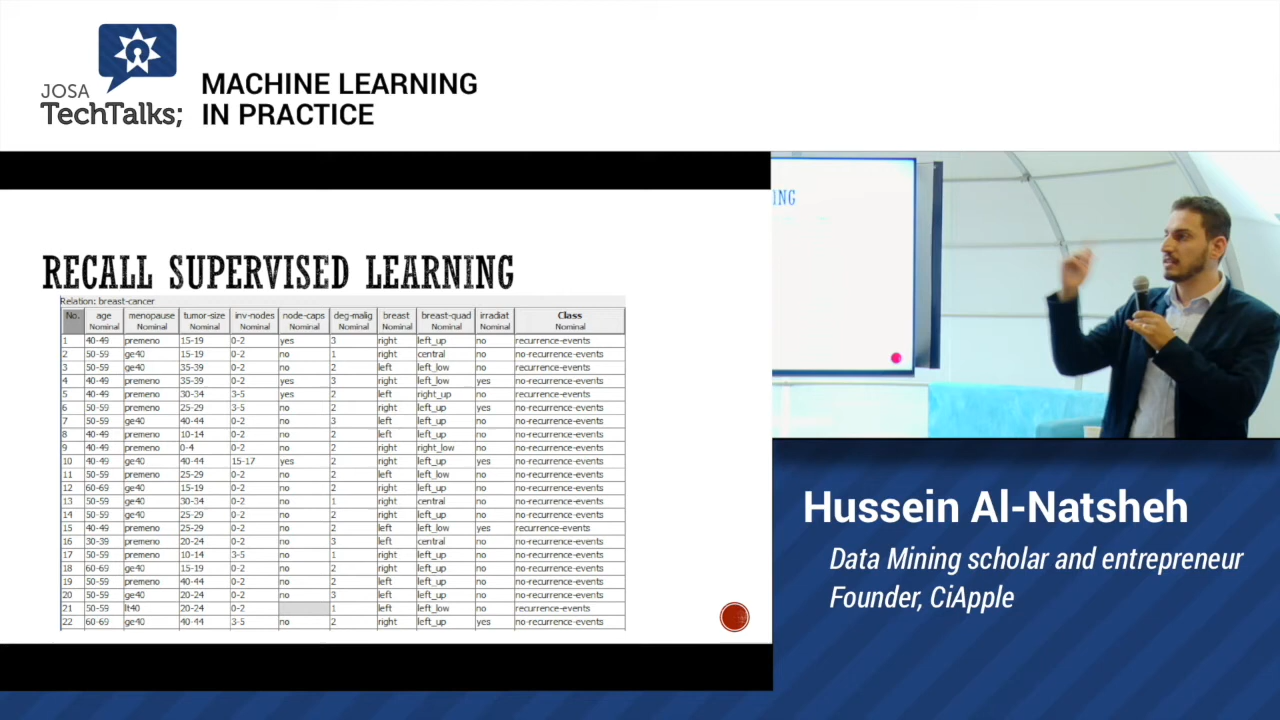 JOSA
TechTalks;
MACHINE LEARNING
IN PRACTICE
RECALL SUPERVISED LEARNING
Relation: breast-cancer
No. age menopause tumor-size inv-nodes node-caps deg-malig breast breast-quad irradiat Class
Nominal Nominal Nominal Nominal Nominal Nominal Nominal Nominal Nominal Nominal
1 40-49 premeno 15-19 0-2 yes 3 right left_up no recurrence-events
2 50-59 ge40 15-19 0-2 no 1 right central no no-recurrence-events
3 50-59 ge40 35-39 0-2 no 2 left left_low no recurrence-events
4 40-49 premeno 35-39 0-2 yes 3 right left_low yes no-recurrence-events
5 40-49 premeno 30-34 3-5 yes 2 left right_up no recurrence-events
6 50-59 premeno 25-29 3-5 no 2 right left_up yes no-recurrence-events
7 50-59 ge40 40-44 0-2 no 3 left left_up no no-recurrence-events
8 40-49 premeno 10-14 0-2 no 2 left left_up no no-recurrence-events
9 40-49 premeno 0-4 0-2 no 2 right right_low no no-recurrence-events
10 40-49 ge40 40-44 15-17 yes 2 right left_up yes no-recurrence-events
11 50-59 premeno 25-29 0-2 no 2 left left_low no no-recurrence-events
12 60-69 ge40 15-19 0-2 no 2 right left_up no no-recurrence-events
13 50-59 ge40 30-34 0-2 no 1 right central no no-recurrence-events
14 50-59 ge40 25-29 0-2 no 2 right left_up no no-recurrence-events
15 40-49 premeno 25-29 0-2 no 2 left left_low yes recurrence-events
16 30-39 premeno 20-24 0-2 no 3 left central no no-recurrence-events
17 50-59 premeno 10-14 3-5 no 1 right left_up no no-recurrence-events
18 60-69 ge40 15-19 0-2 no 2 right left_up no no-recurrence-events
19 50-59 premeno 40-44 0-2 no 2 left left_up no no-recurrence-events
20 50-59 ge40 20-24 0-2 no 3 left left_up no no-recurrence-events
21 50-59 lt40 20-24 0-2 1 left left_low no recurrence-events
22 60-69 ge40 40-44 3-5 no 2 right left_up yes no-recurrence-events
ING
Hussein Al-Natsheh
Data Mining scholar and entrepreneur
Founder, CiApple